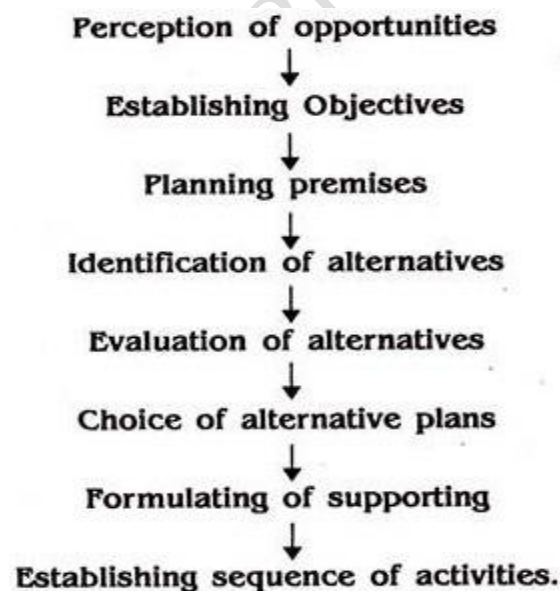 Perception of opportunities
Establishing Objectives
Planning premises
Identification of alternatives
Evaluation of alternatives
Choice of alternative plans
Formulating of supporting
Establishing sequence of activities.